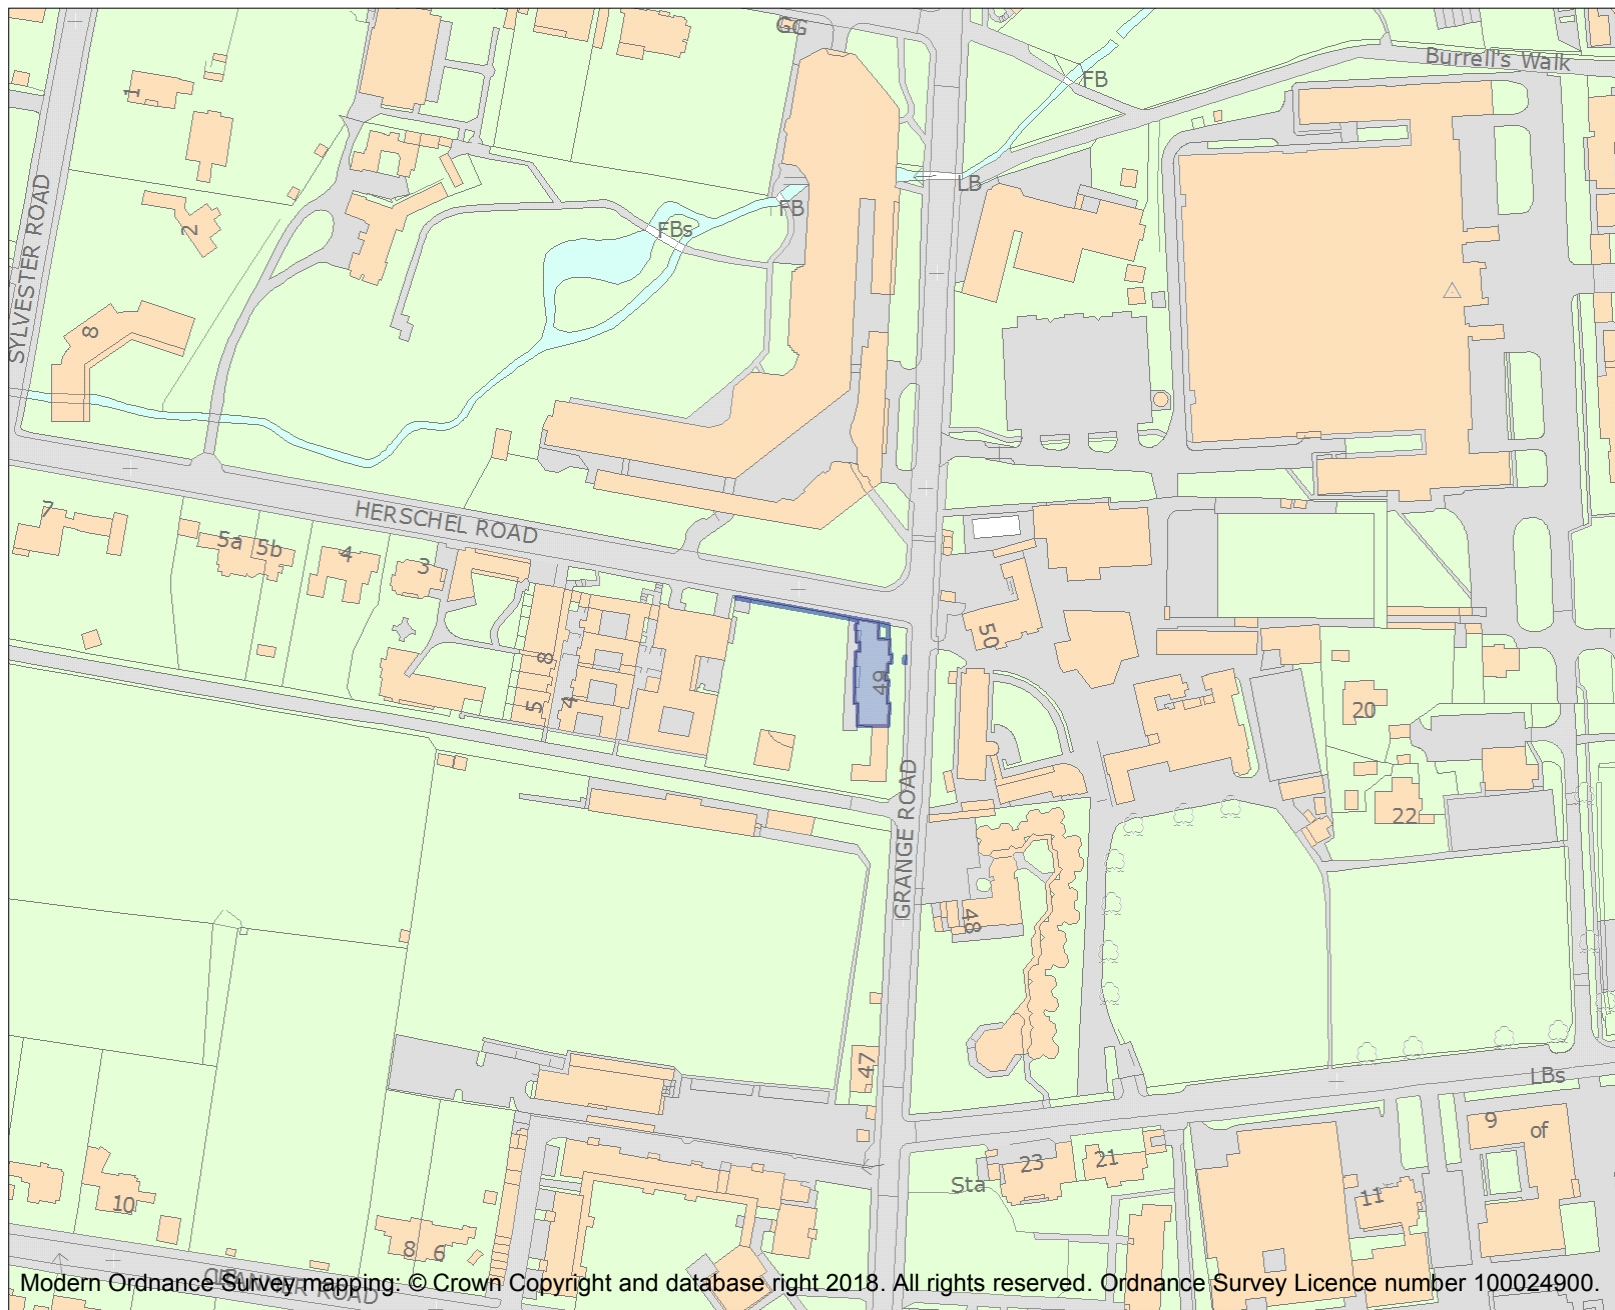 GG
Burrell's Walk
FB
1
LB
FB
2
FBs
SYLVESTER ROAD
8
HERSCHEL ROAD
7
5a 5b
4
3
50
8
49
5
4
20
22
GRANGE ROAD
48
47
LBs
9
of
23
21
Sta
11
10
8 6
Modern Ordnance Survey mapping: © Crown Copyright and database right 2018. All rights reserved. Ordnance Survey Licence number 100024900.
ROAD